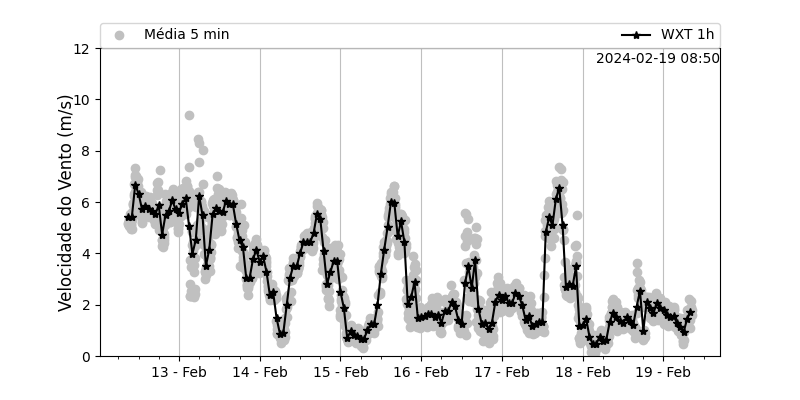 Média 5 min
WXT 1h
2024-02-19 08:50
Velocidade do Vento (m/s)
12
10
8
6
4
2
0
13 - Feb
14 - Feb
15 - Feb
16 - Feb
17 - Feb
18 - Feb
19 - Feb